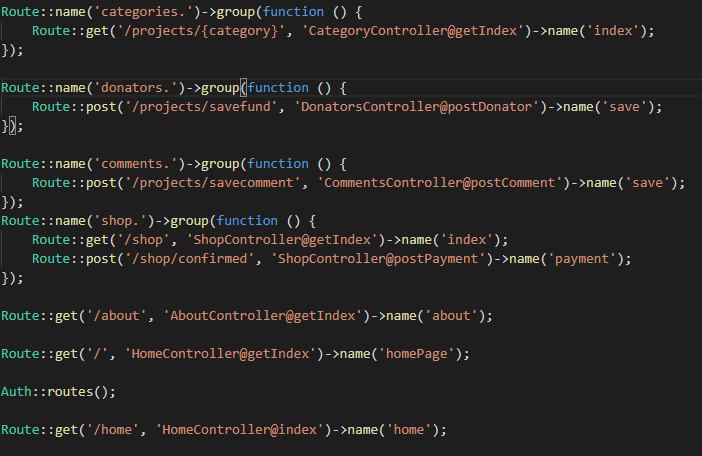 Route::name('categories.')->group(function () {
    Route::get('/projects/{category}', 'CategoryController@getIndex')->name('index');
});

Route::name('donators.')->group(function () {
    Route::post('/projects/savefund', 'DonatorsController@postDonator')->name('save');
});

Route::name('comments.')->group(function () {
    Route::post('/projects/savecomment', 'CommentsController@postComment')->name('save');
});
Route::name('shop.')->group(function () {
    Route::get('/shop', 'ShopController@getIndex')->name('index');
    Route::post('/shop/confirmed', 'ShopController@postPayment')->name('payment');
});

Route::get('/about', 'AboutController@getIndex')->name('about');

Route::get('/', 'HomeController@getIndex')->name('homePage');

Auth::routes();

Route::get('/home', 'HomeController@index')->name('home');